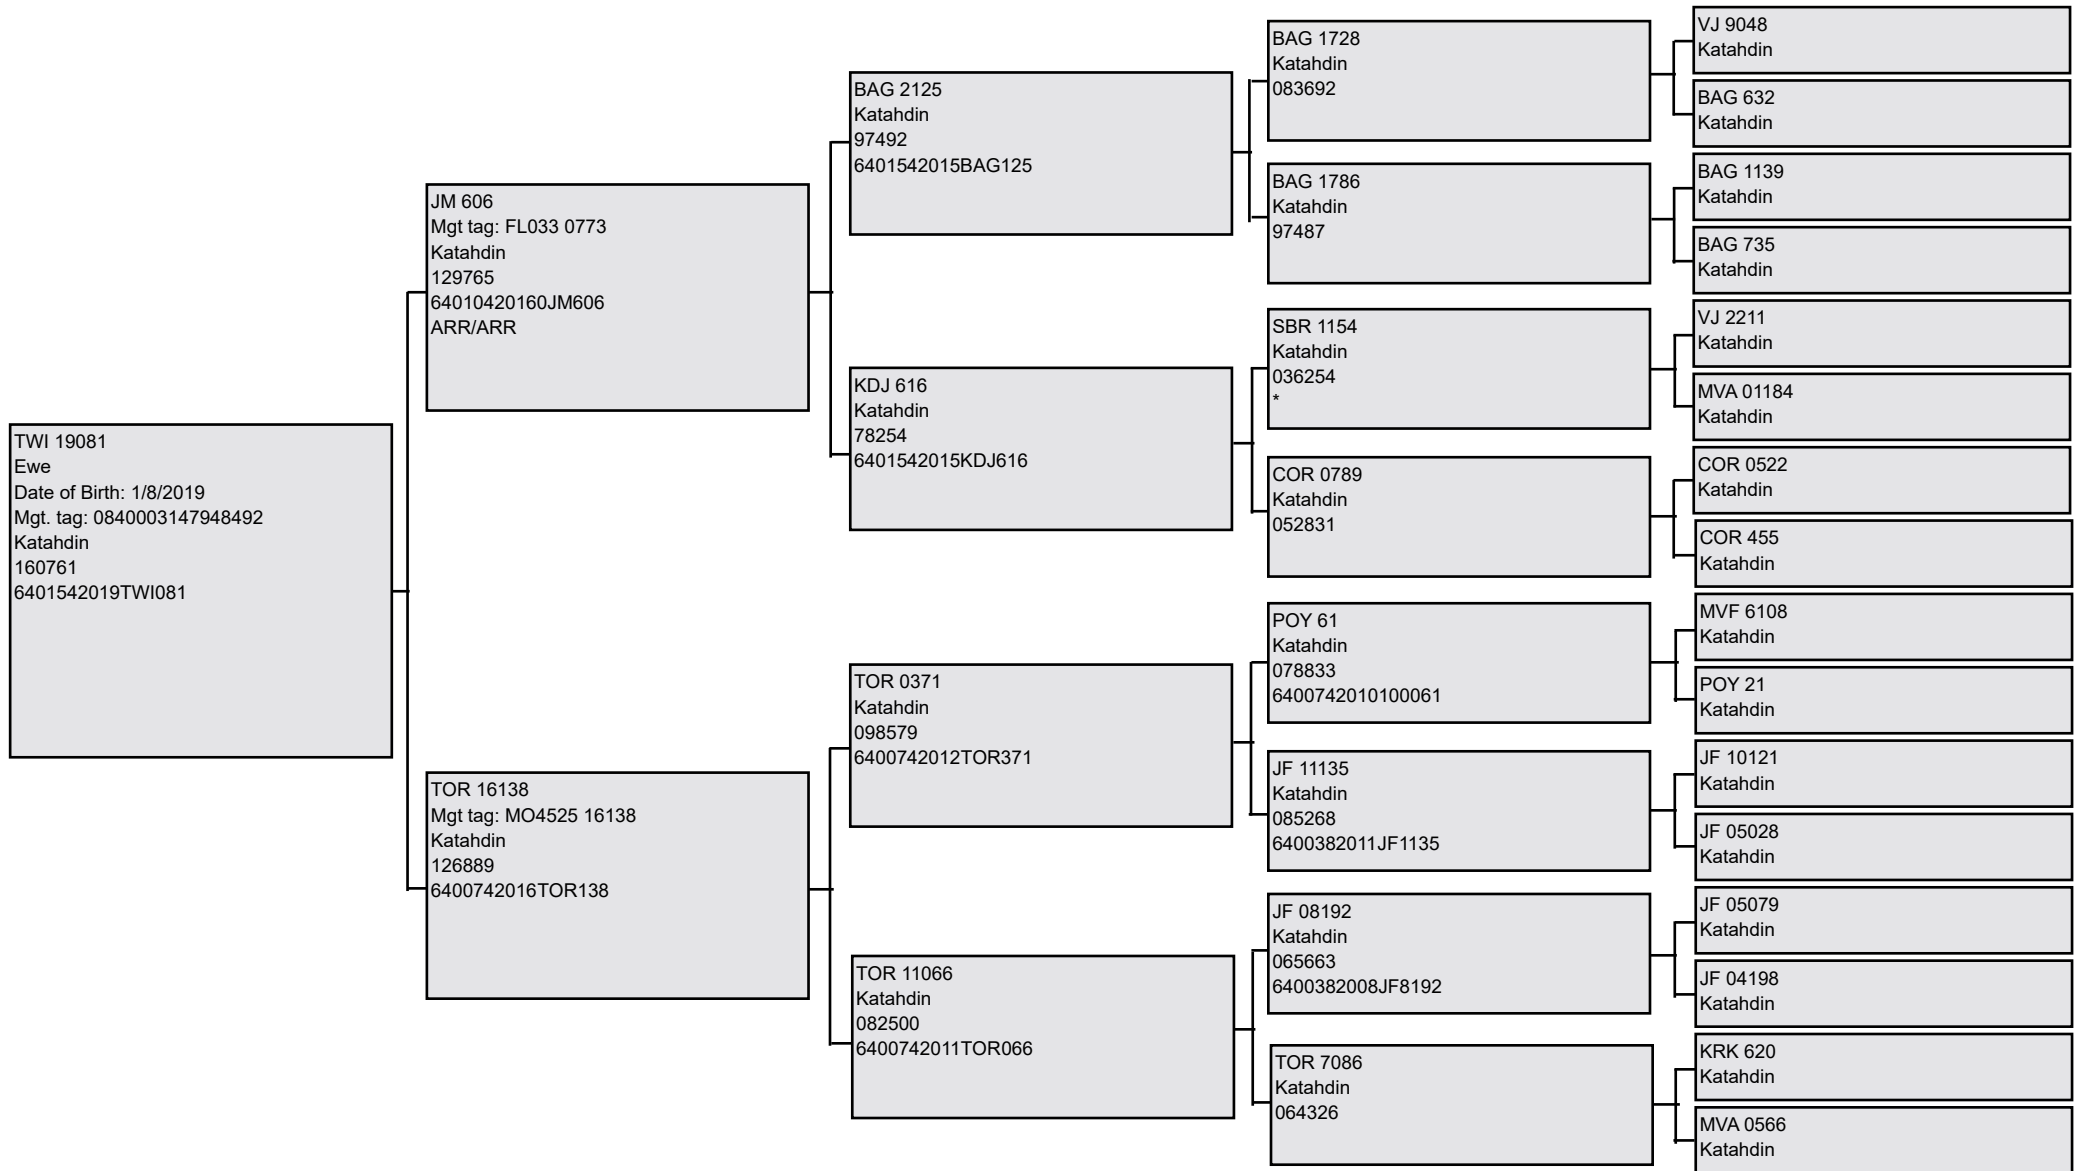 TWI 19081
Ewe
Date of Birth: 1/8/2019
Mgt. tag: 0840003147948492
Katahdin
160761
6401542019TWI081
JM 606
Mgt tag: FL033 0773
Katahdin
129765
64010420160JM606
ARR/ARR
TOR 16138
Mgt tag: MO4525 16138
Katahdin
126889
6400742016TOR138
BAG 2125
Katahdin
97492
6401542015BAG125
KDJ 616
Katahdin
78254
6401542015KDJ616
TOR 0371
Katahdin
098579
6400742012TOR371
TOR 11066
Katahdin
082500
6400742011TOR066
BAG 1728
Katahdin
083692
BAG 1786
Katahdin
97487
SBR 1154
Katahdin
036254
*
COR 0789
Katahdin
052831
POY 61
Katahdin
078833
6400742010100061
JF 11135
Katahdin
085268
6400382011JF1135
JF 08192
Katahdin
065663
6400382008JF8192
TOR 7086
Katahdin
064326
VJ 9048
Katahdin
BAG 632
Katahdin
BAG 1139
Katahdin
BAG 735
Katahdin
VJ 2211
Katahdin
MVA 01184
Katahdin
COR 0522
Katahdin
COR 455
Katahdin
MVF 6108
Katahdin
POY 21
Katahdin
JF 10121
Katahdin
JF 05028
Katahdin
JF 05079
Katahdin
JF 04198
Katahdin
KRK 620
Katahdin
MVA 0566
Katahdin